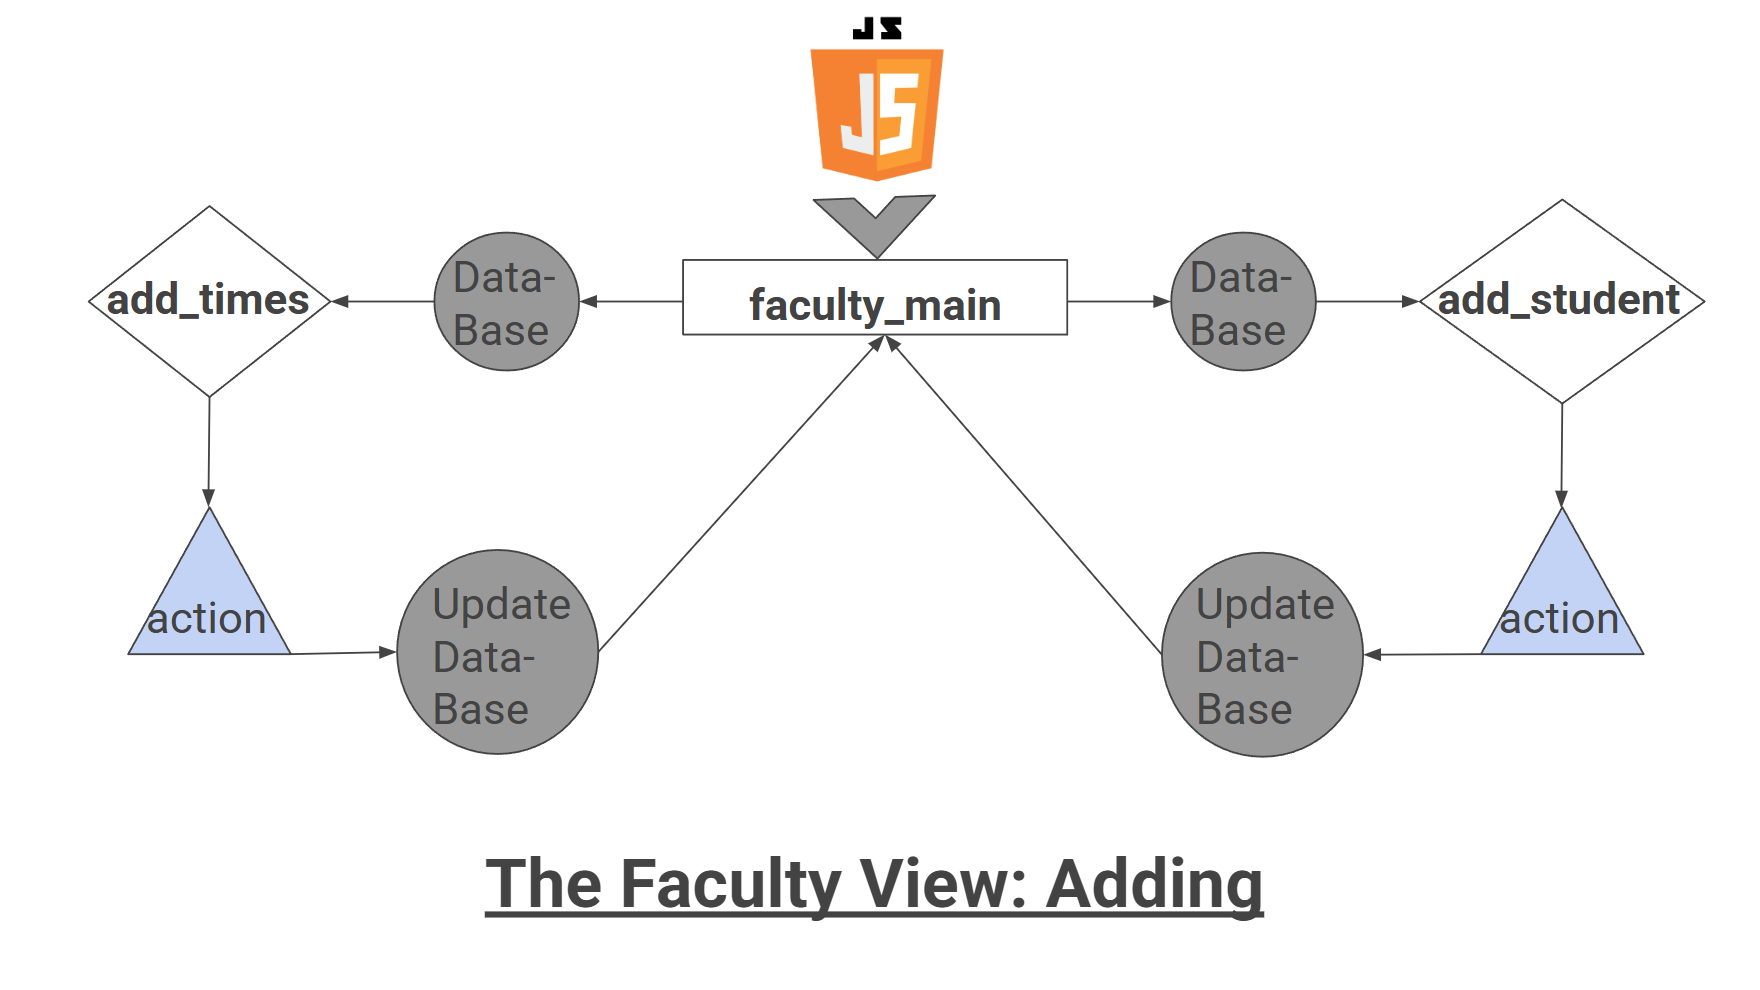 JS
JS
add_times
Data-
Base
faculty_main
Data-
Base
add_student
action
Update
Data-
Base
Update
Data-
Base
action
The Faculty View: Adding